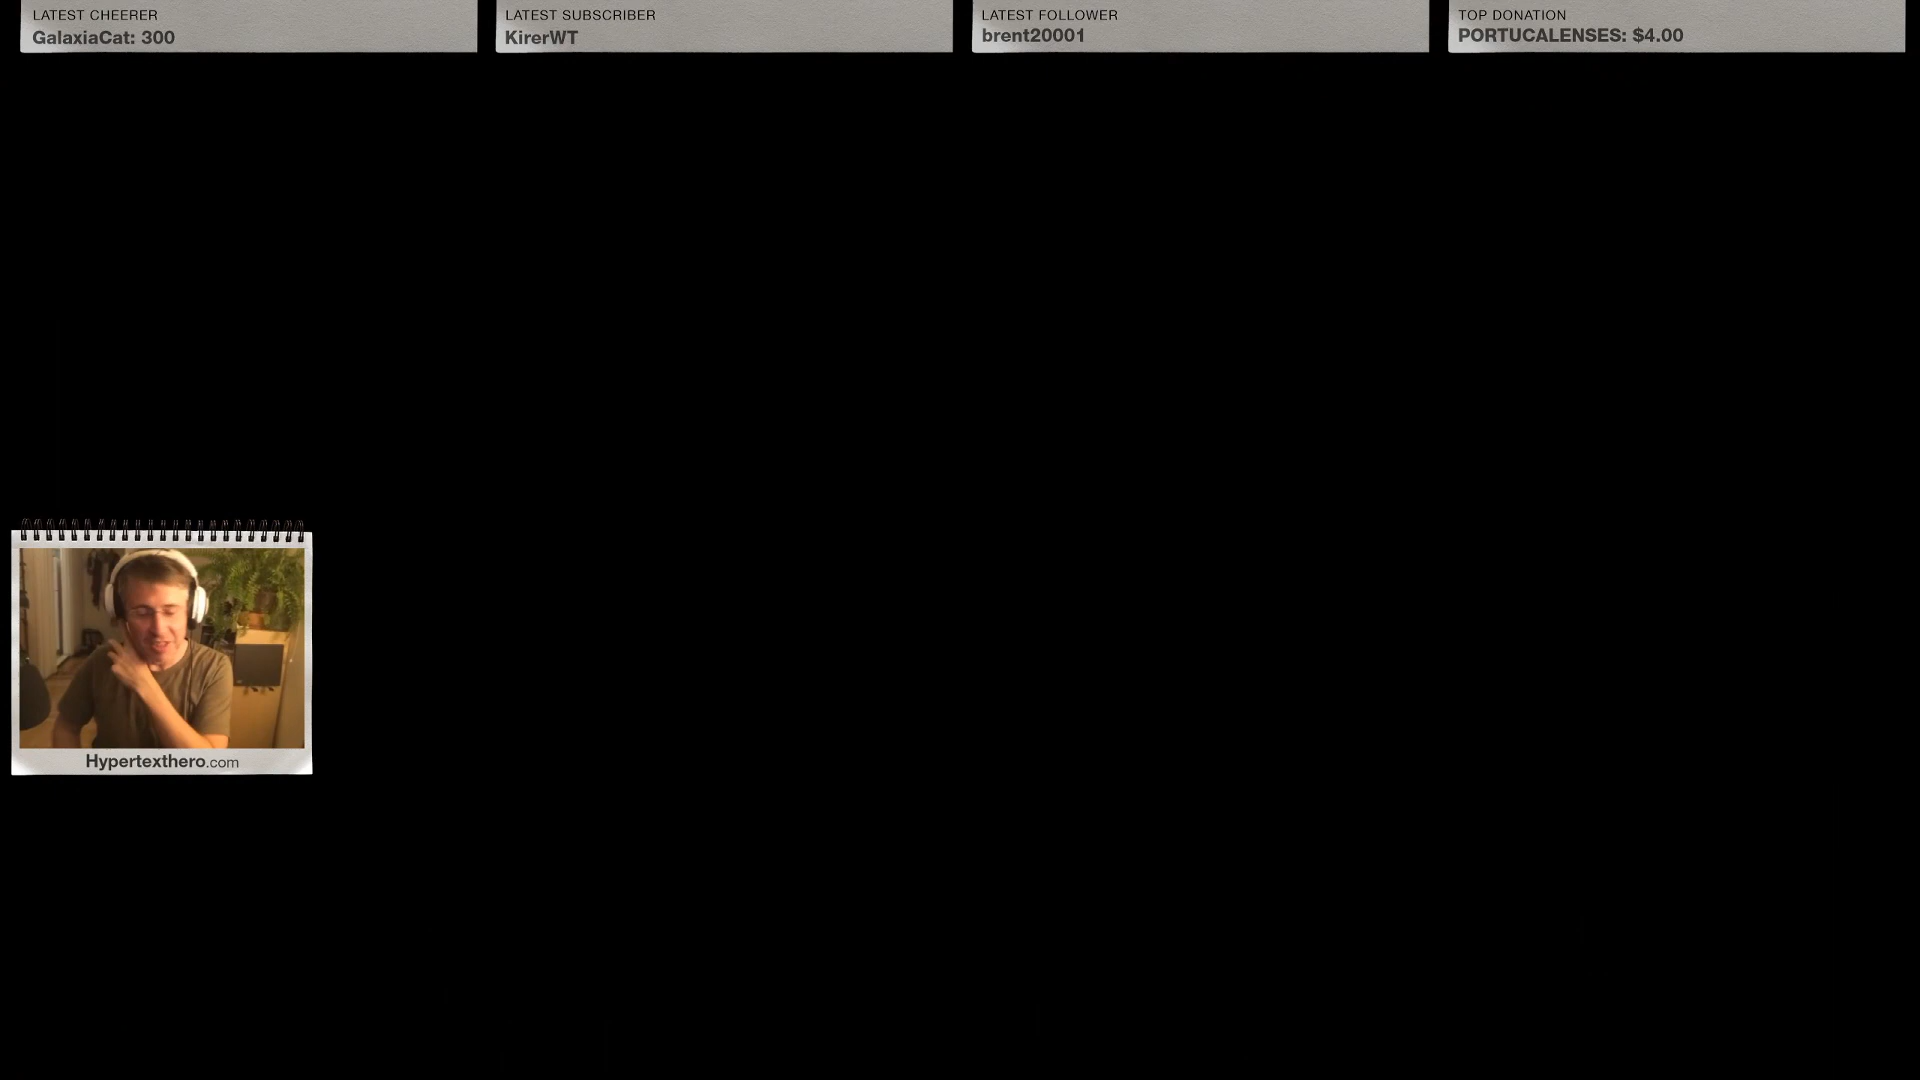 LATEST CHEERER
GalaxiaCat: 300
LATEST SUBSCRIBER
KirerWT
LATEST FOLLOWER
brent20001
TOP DONATION
PORTUCALENSES: $4.00
Hypertexthero.com